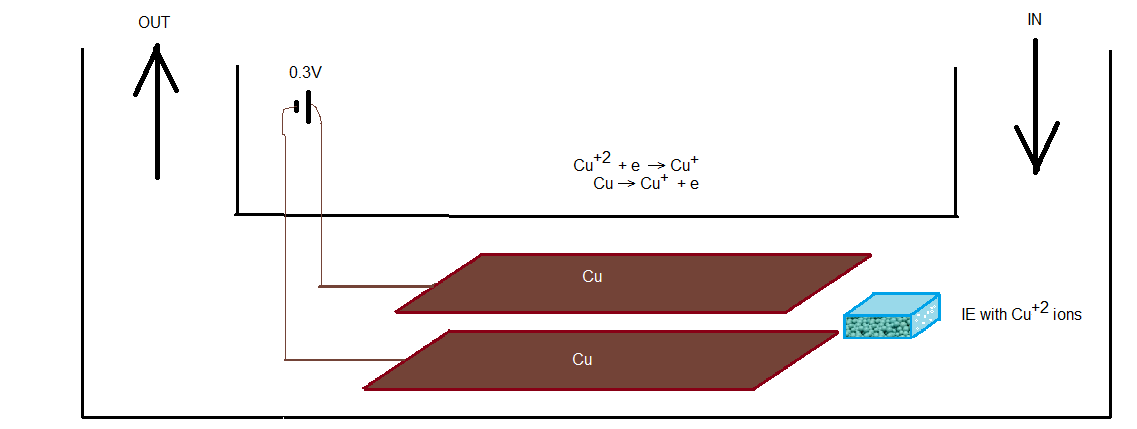 OUT
IN
0.3V
Cu⁺² + e → Cu⁺
Cu → Cu⁺ + e
Cu
IE with Cu⁺² ions
Cu